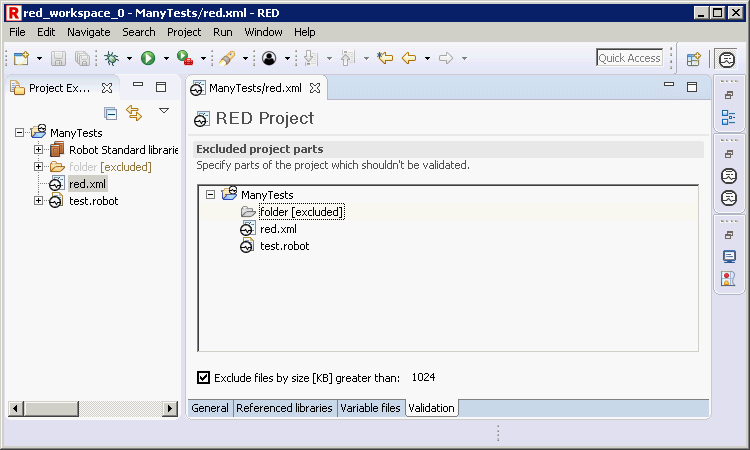 red_workspace_0 - ManyTests/red.xml - RED
File Edit Navigate Search Project Run Window Help
Quick Access
Project Ex...
ManyTests/red.xml
ManyTests
Robot Standard librarie
folder [excluded]
red.xml
test.robot
RED Project
Excluded project parts
Specify parts of the project which shouldn't be validated.
ManyTests
folder [excluded]
red.xml
test.robot
Exclude files by size [KB] greater than: 1024
General Referenced libraries Variable files Validation